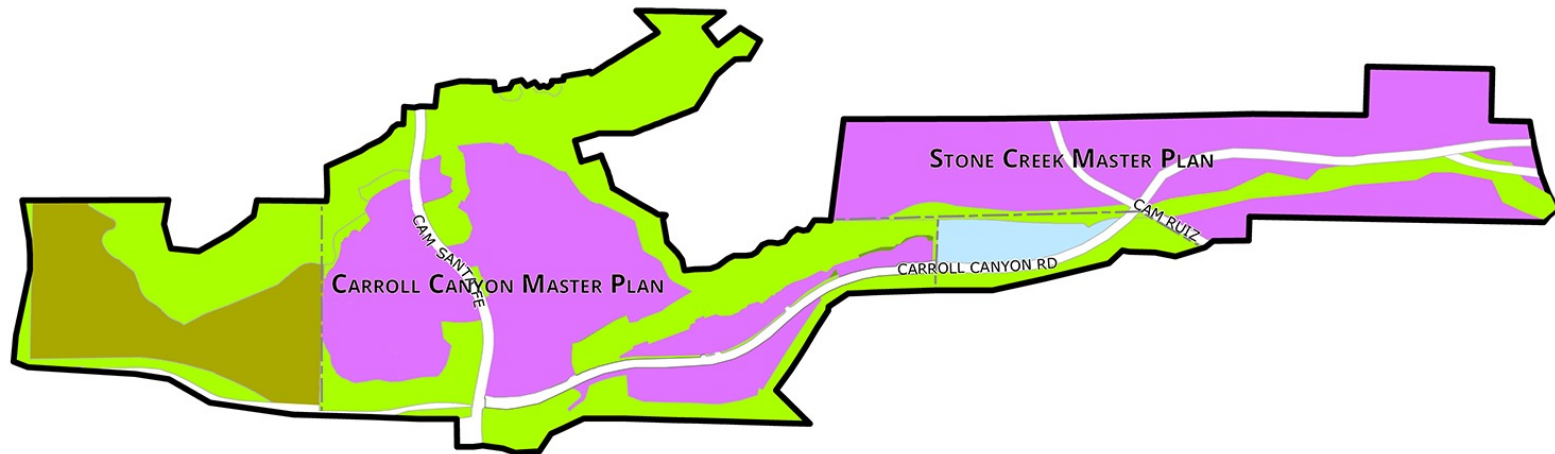 STONE CREEK MASTER PLAN
CAM RUIZ
CAM SANTA FE
CARROLL CANYON RD
CARROLL CANYON MASTER PLAN